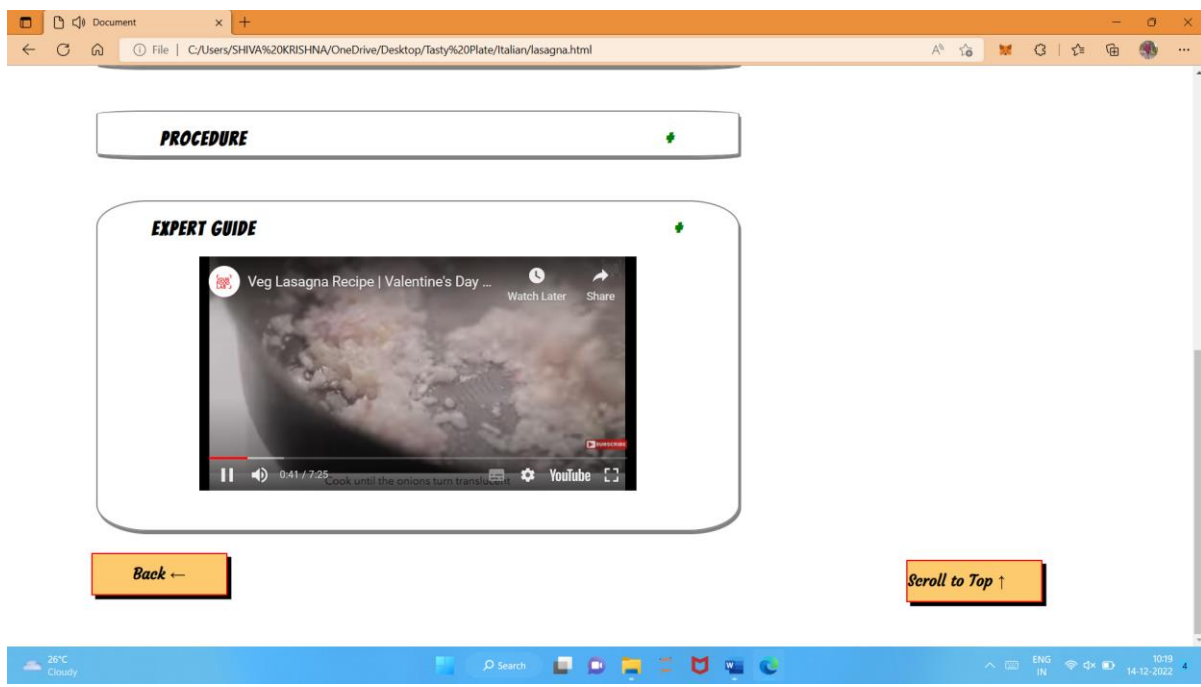 Document
File | C:/Users/SHIVA%20KRISHNA/OneDrive/Desktop/Tasty%20Plate/Italian/lasagna.html
PROCEDURE +
EXPERT GUIDE +
Veg Lasagna Recipe | Valentine's Day ...
Watch Later Share
SUBSCRIBE
0:41 / 7:25 YouTube
Cook until the onions turn translucent
Back ←
Scroll to Top ↑
26°C
Cloudy
Search
ENG
IN
10:19
14-12-2022 4